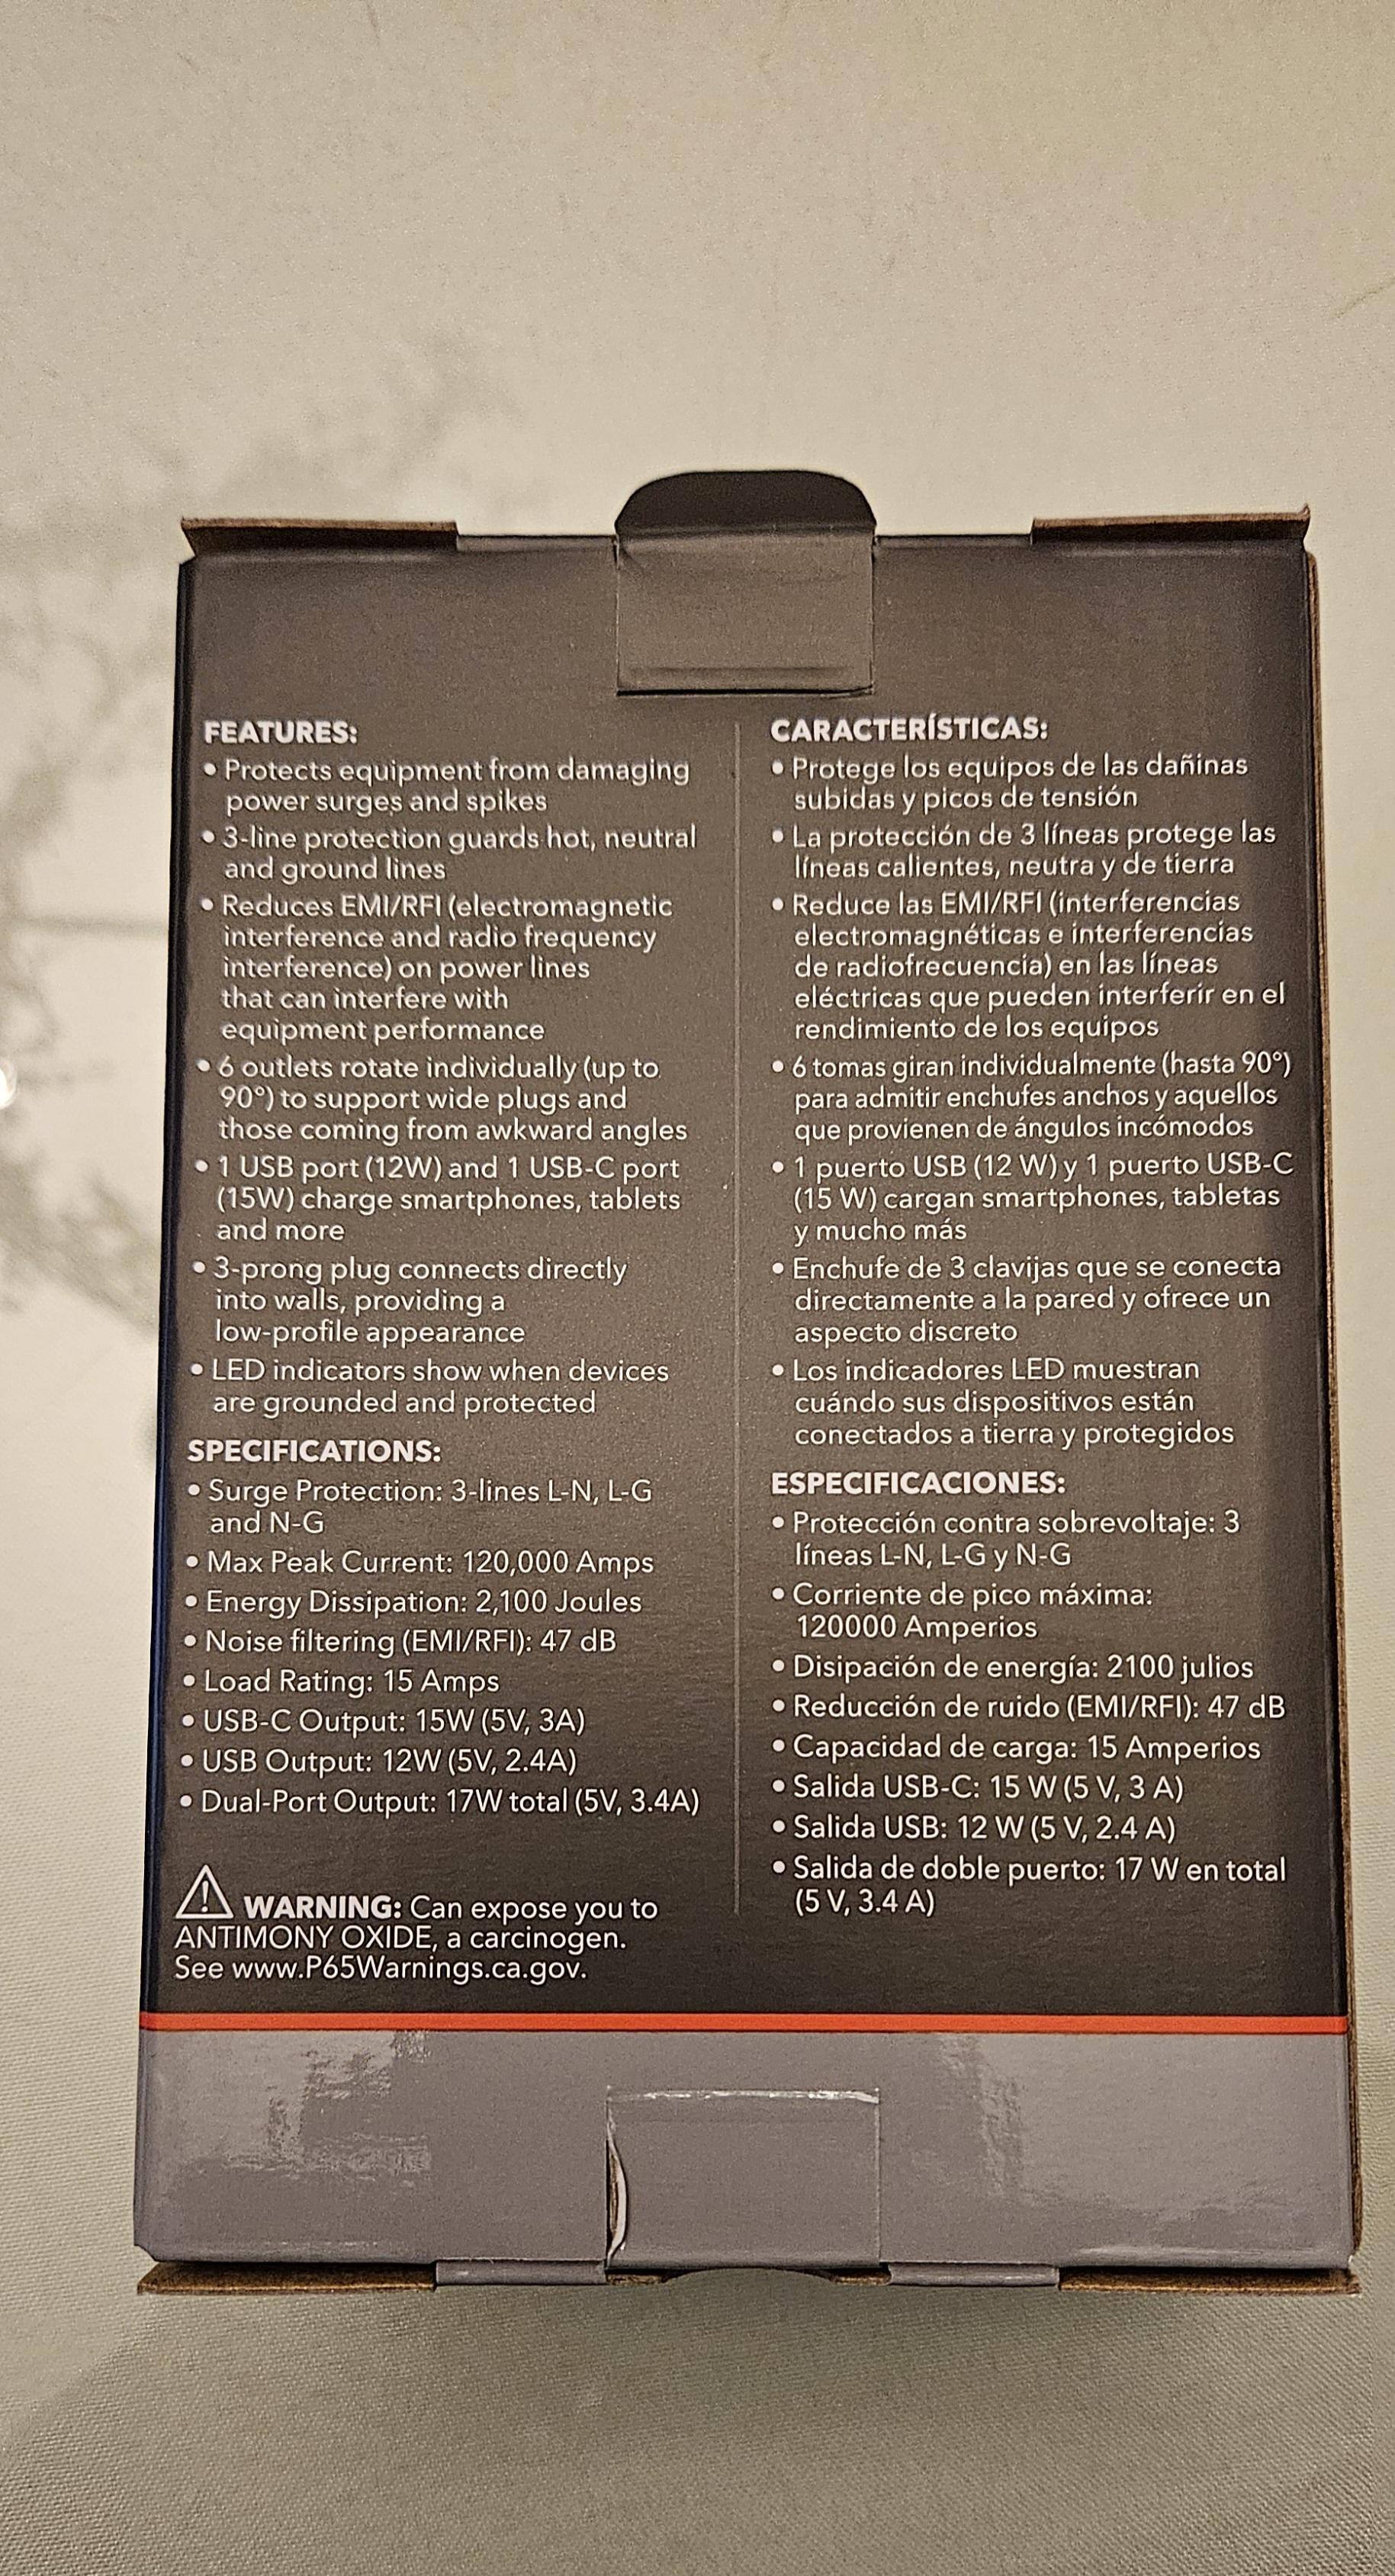 FEATURES:
• Protects equipment from damaging
power surges and spikes
• 3-line protection guards hot, neutral
and ground lines
• Reduces EMI/RFI (electromagnetic
interference and radio frequency
interference) on power lines
that can interfere with
equipment performance
• 6 outlets rotate individually (up to
90°) to support wide plugs and
those coming from awkward angles
• 1 USB port (12W) and 1 USB-C port
(15W) charge smartphones, tablets
and more
• 3-prong plug connects directly
into walls, providing a
low-profile appearance
• LED indicators show when devices
are grounded and protected
SPECIFICATIONS:
• Surge Protection: 3-lines L-N, L-G
and N-G
• Max Peak Current: 120,000 Amps
• Energy Dissipation: 2,100 Joules
• Noise filtering (EMI/RFI): 47 dB
• Load Rating: 15 Amps
• USB-C Output: 15W (5V, 3A)
• USB Output: 12W (5V, 2.4A)
• Dual-Port Output: 17W total (5V, 3.4A)
WARNING: Can expose you to
ANTIMONY OXIDE, a carcinogen.
See www.P65Warnings.ca.gov.
CARACTERÍSTICAS:
• Protege los equipos de las dañinas
subidas y picos de tensión
• La protección de 3 líneas protege las
líneas calientes, neutra y de tierra
• Reduce las EMI/RFI (interferencias
electromagnéticas e interferencias
de radiofrecuencia) en las líneas
eléctricas que pueden interferir en el
rendimiento de los equipos
• 6 tomas giran individualmente (hasta 90°)
para admitir enchufes anchos y aquellos
que provienen de ángulos incómodos
• 1 puerto USB (12 W) y 1 puerto USB-C
(15 W) cargan smartphones, tabletas
y mucho más
• Enchufe de 3 clavijas que se conecta
directamente a la pared y ofrece un
aspecto discreto
• Los indicadores LED muestran
cuándo sus dispositivos están
conectados a tierra y protegidos
ESPECIFICACIONES:
• Protección contra sobrevoltaje: 3
líneas L-N, L-G y N-G
• Corriente de pico máxima:
120000 Amperios
• Disipación de energía: 2100 julios
• Reducción de ruido (EMI/RFI): 47 dB
• Capacidad de carga: 15 Amperios
• Salida USB-C: 15 W (5 V, 3 A)
• Salida USB: 12 W (5 V, 2.4 A)
• Salida de doble puerto: 17 W en total
(5 V, 3.4 A)